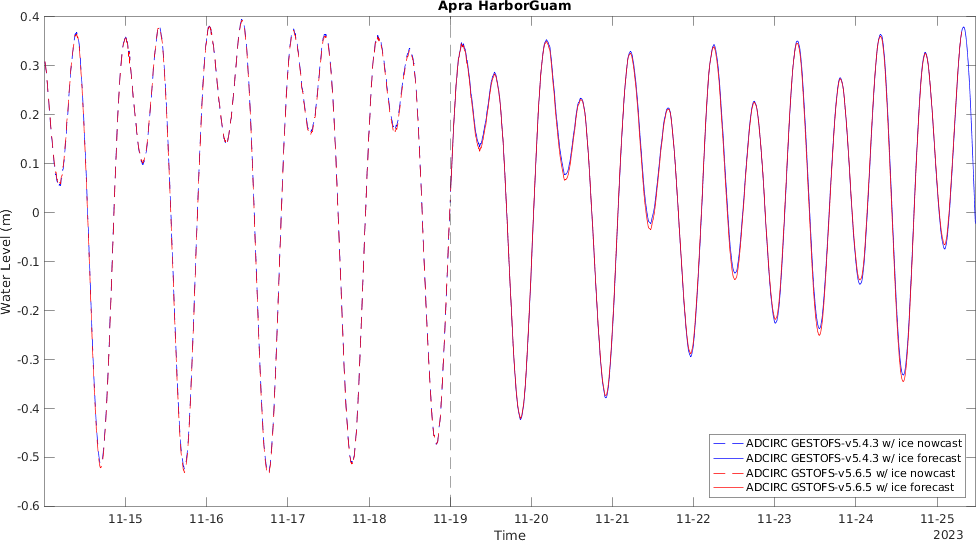 Apra HarborGuam
0.4
0.3
0.2
0.1
0
-0.1
-0.2
-0.3
-0.4
-0.5
-0.6
Water Level (m)
ADCIRC GESTOFS-v5.4.3 w/ ice nowcast
ADCIRC GESTOFS-v5.4.3 w/ ice forecast
ADCIRC GSTOFS-v5.6.5 w/ ice nowcast
ADCIRC GSTOFS-v5.6.5 w/ ice forecast
11-15 11-16 11-17 11-18 11-19 11-20 11-21 11-22 11-23 11-24 11-25
Time
2023